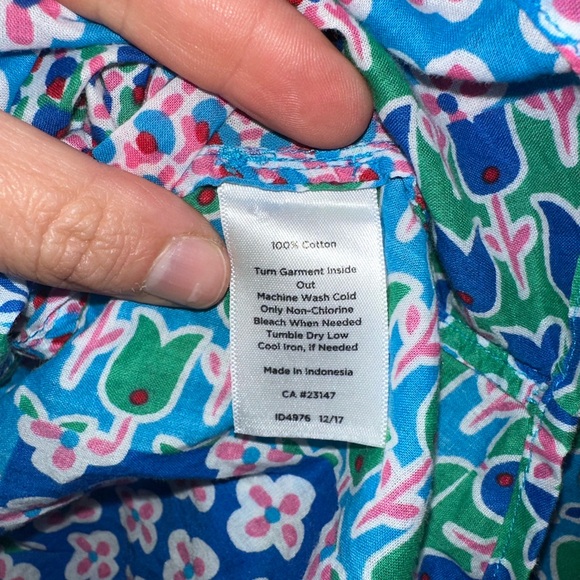 100% Cotton
Turn Garment Inside
Out
Machine Wash Cold
Only Non-Chlorine
Bleach When Needed
Tumble Dry Low
Cool Iron, if Needed
Made in Indonesia
CA #23147
ID4976 12/17